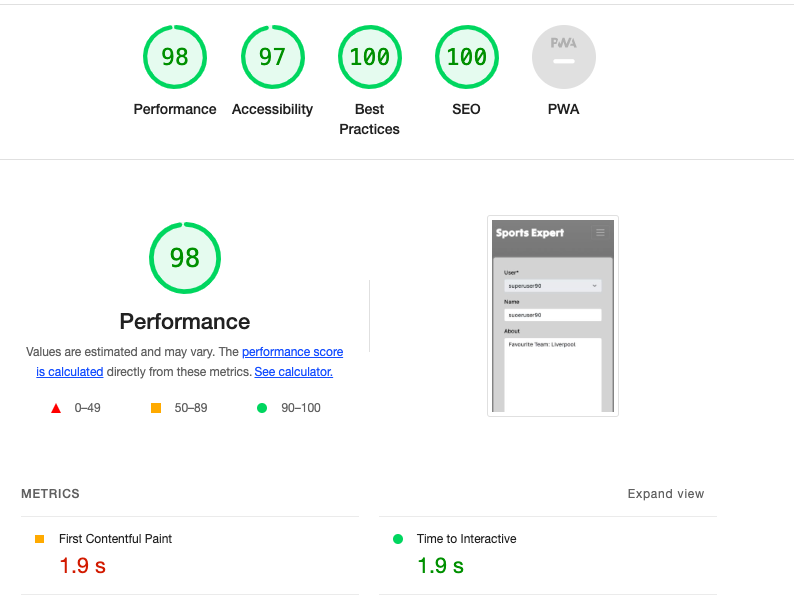 98
97
100
100
PWA
Performance
Accessibility
Best
Practices
SEO
PWA
98
Performance
Values are estimated and may vary. The performance score
is calculated directly from these metrics. See calculator.
0–49
50–89
90–100
Sports Expert
User*
superuser90
Name
superuser90
About
Favourite Team: Liverpool
METRICS
Expand view
First Contentful Paint
1.9 s
Time to Interactive
1.9 s